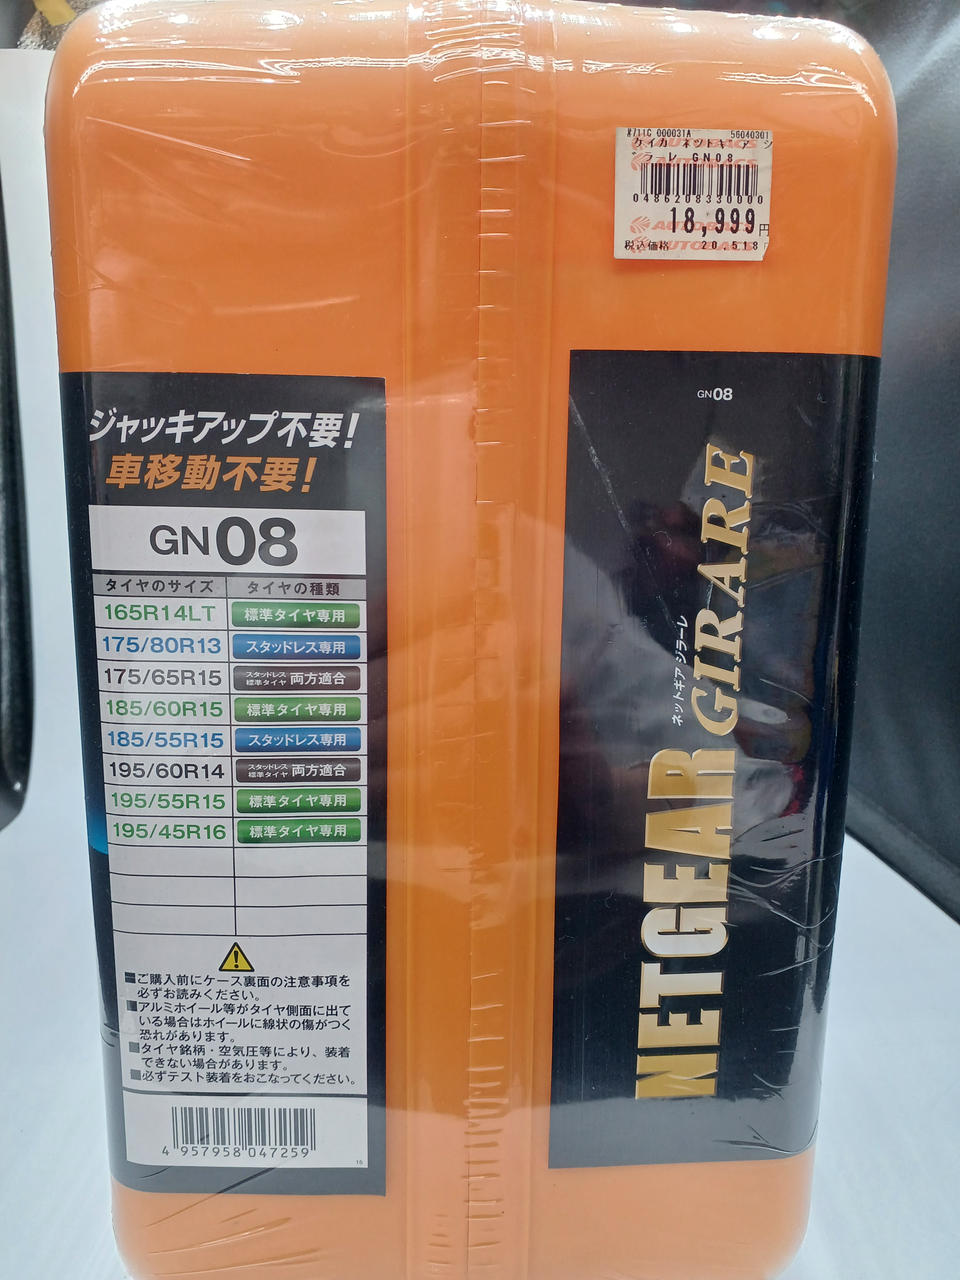 ケイカ ネツトギア シ
ラーレ GN08
0486208330000
18,999円
税込価格 20,518
ジャッキアップ不要!
車移動不要!
GN08
タイヤのサイズ タイヤの種類
165R14LT 標準タイヤ専用
175/80R13 スタッドレス専用
175/65R15 スタッドレス 標準タイヤ 両方適合
185/60R15 標準タイヤ専用
185/55R15 スタッドレス専用
195/60R14 スタッドレス 標準タイヤ 両方適合
195/55R15 標準タイヤ専用
195/45R16 標準タイヤ専用
■ご購入前にケース裏面の注意事項を
必ずお読みください。
■アルミホイール等がタイヤ側面に出て
いる場合はホイールに線状の傷がつく
恐れがあります。
■タイヤ銘柄・空気圧等により、装着
できない場合があります。
■必ずテスト装着をおこなってください。
4 957958 047259
16
GN08
ネットギア ジラーレ
NETGEAR GIRARE